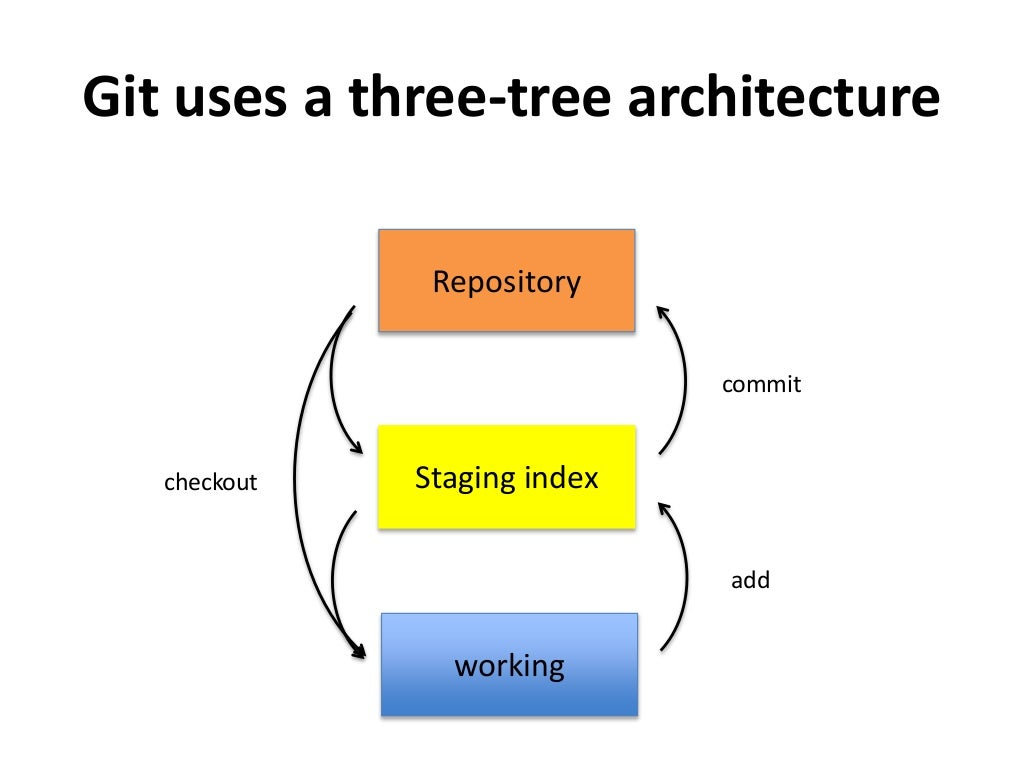 Git uses a three-tree architecture
Repository
commit
checkout
Staging index
add
working